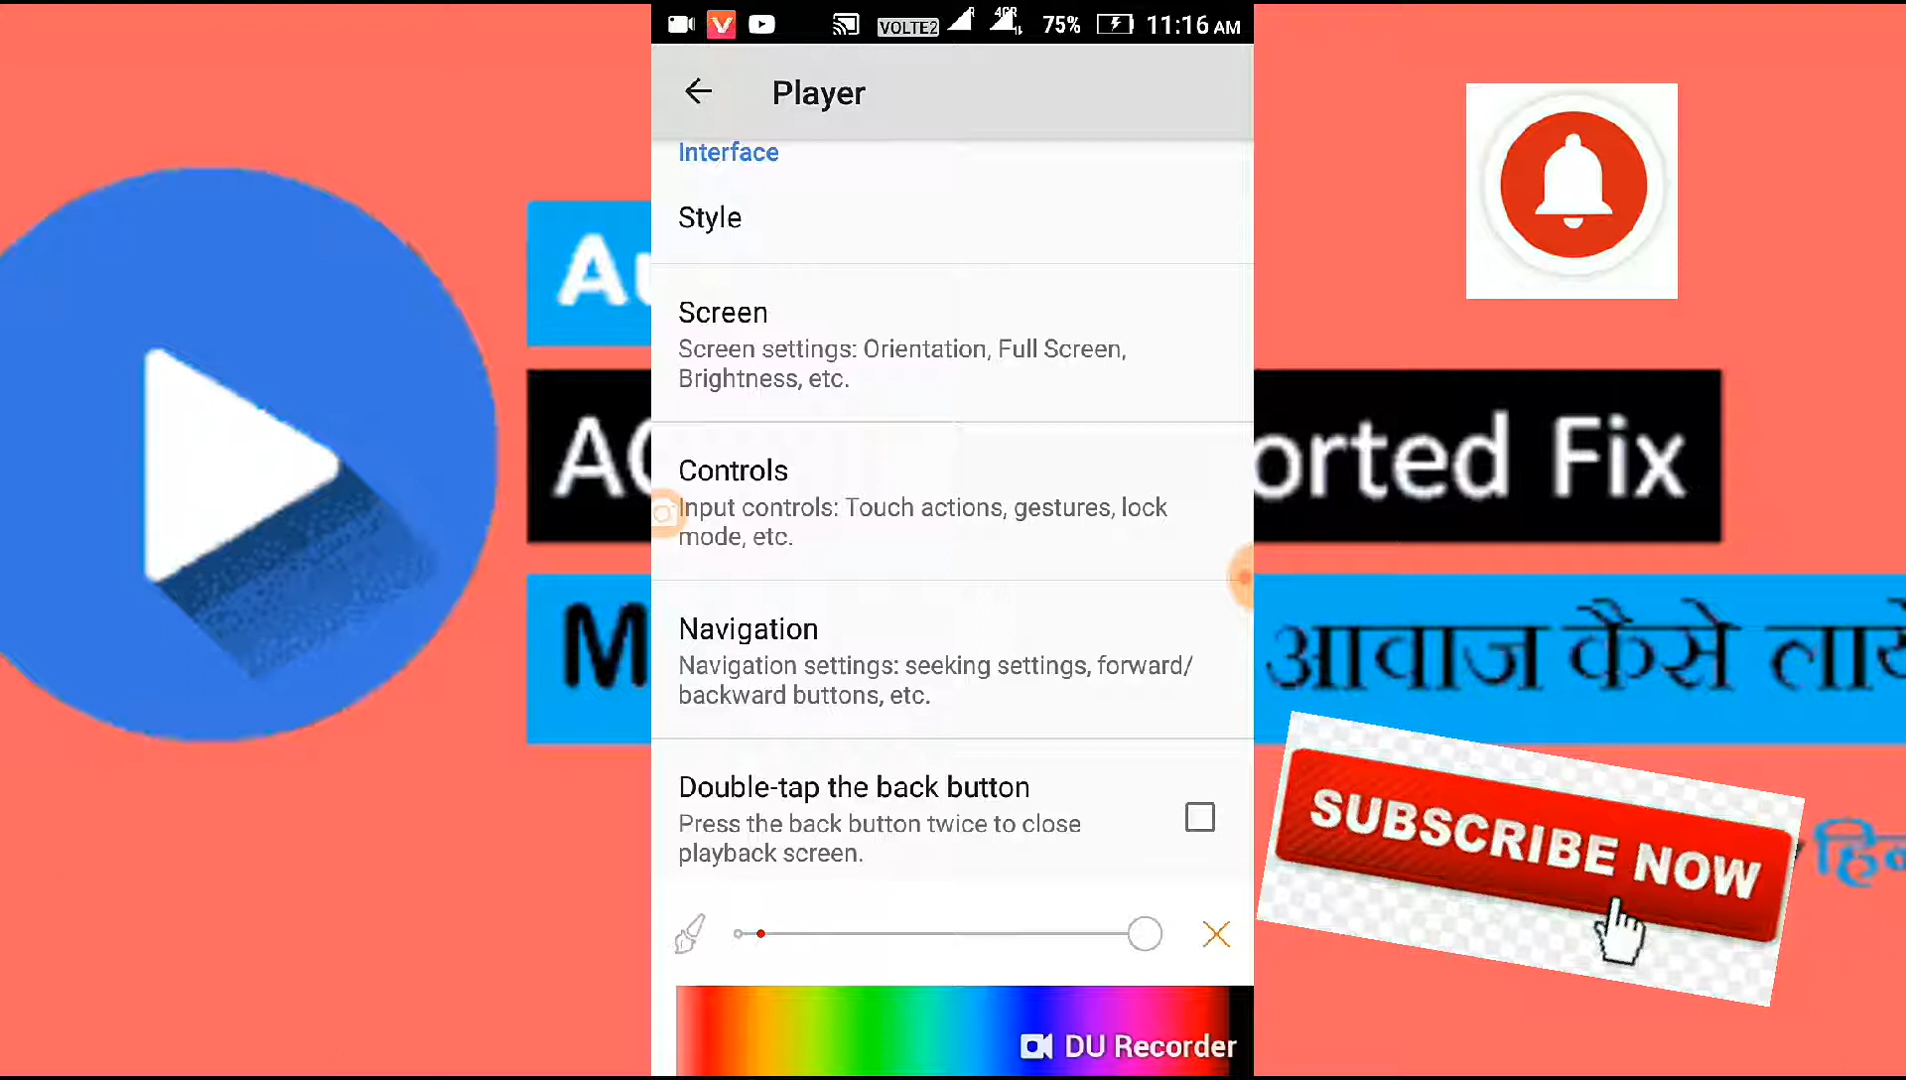 VOLTE2 R 4GR 75% 11:16 AM
Player
Interface
Style
Screen
Screen settings: Orientation, Full Screen,
Brightness, etc.
Controls
Input controls: Touch actions, gestures, lock
mode, etc.
Navigation
Navigation settings: seeking settings, forward/
backward buttons, etc.
Double-tap the back button
Press the back button twice to close
playback screen.
DU Recorder
orted Fix
M
आवाज कैसे लाये
SUBSCRIBE NOW